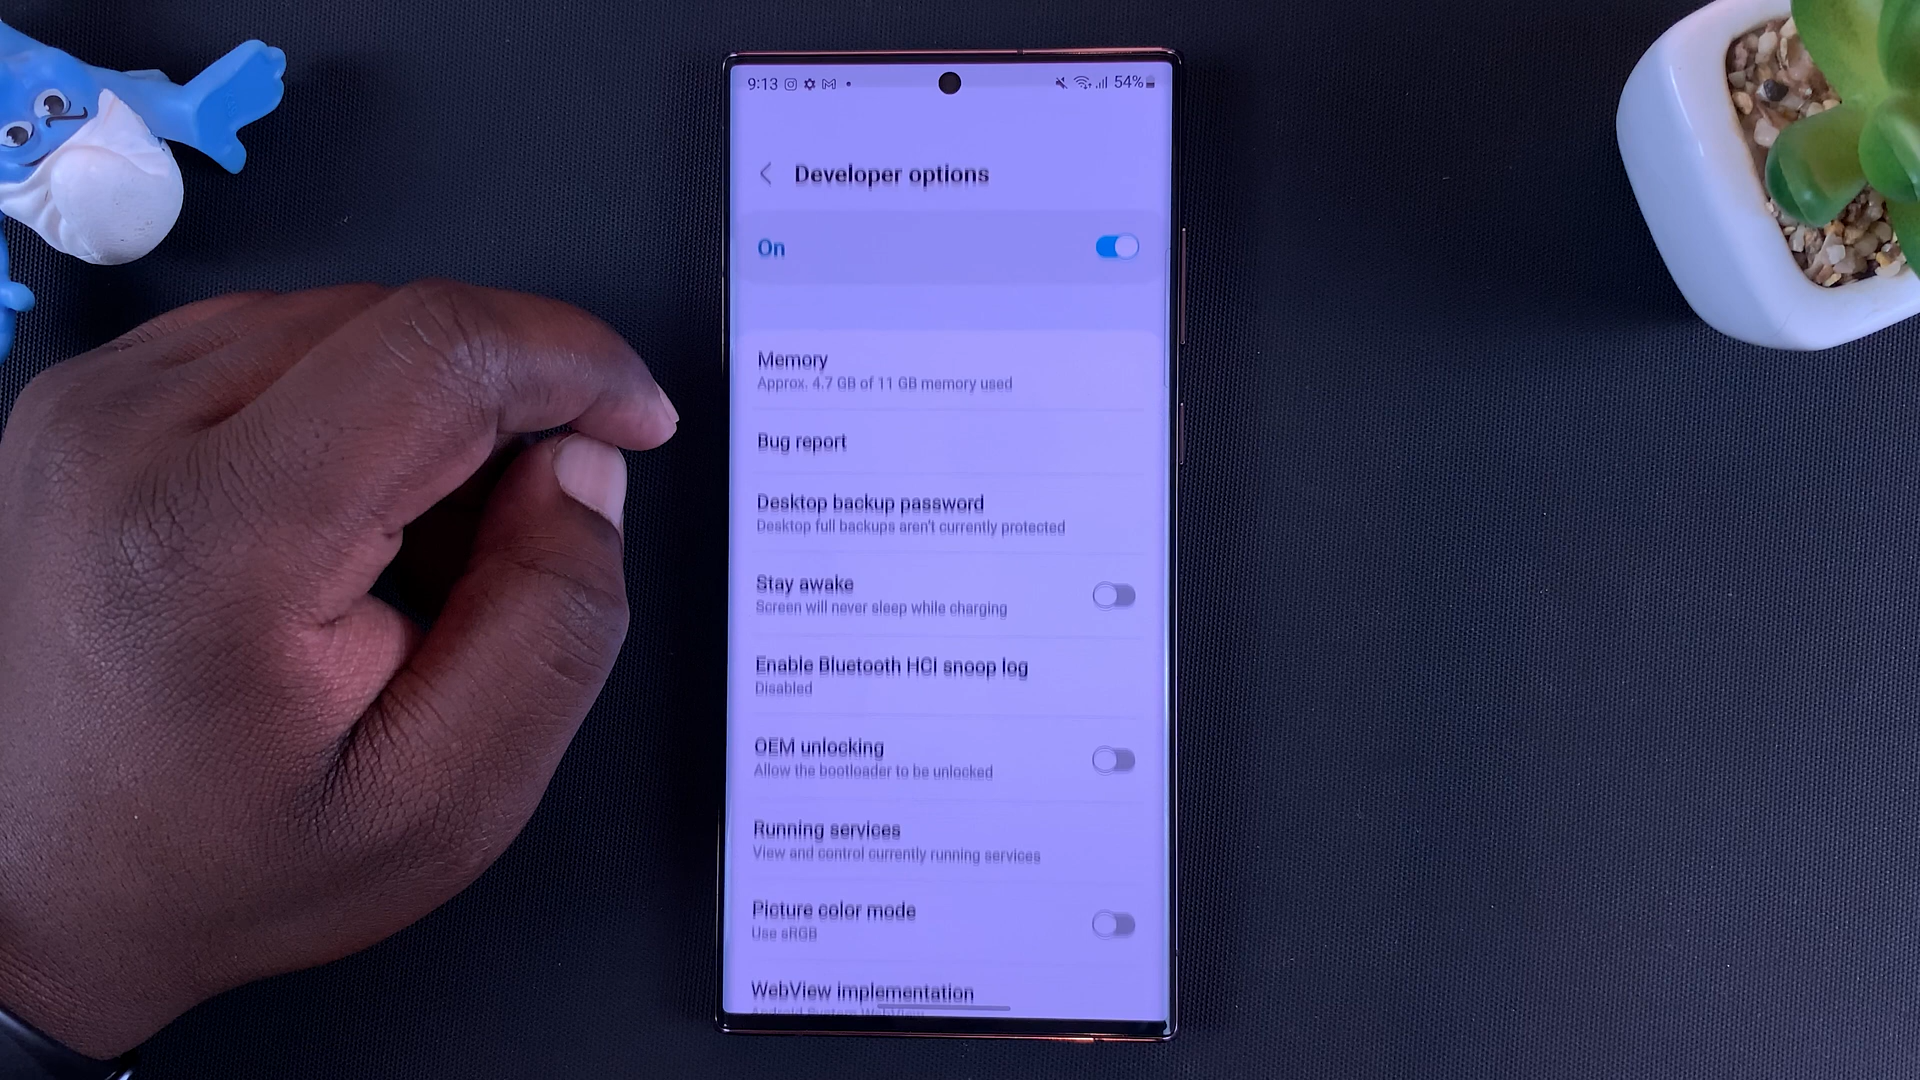 9:13 54%
Developer options
On
Memory
Approx. 4.7 GB of 11 GB memory used
Bug report
Desktop backup password
Desktop full backups aren't currently protected
Stay awake
Screen will never sleep while charging
Enable Bluetooth HCI snoop log
Disabled
OEM unlocking
Allow the bootloader to be unlocked
Running services
View and control currently running services
Picture color mode
Use sRGB
WebView implementation
Android System WebView